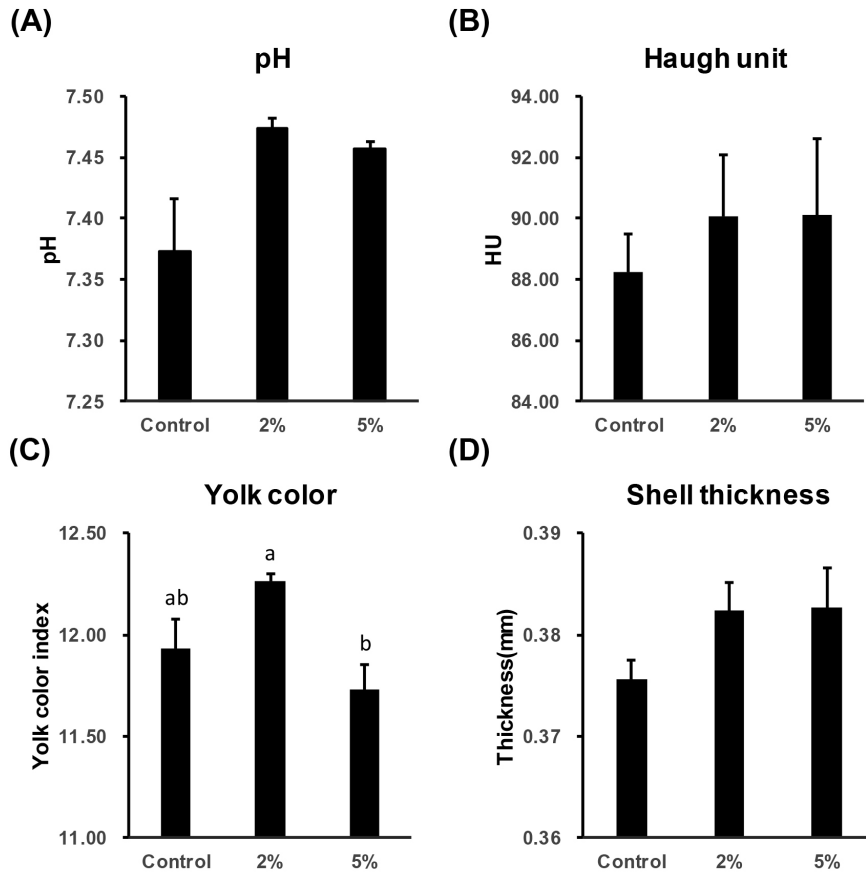 (A)
pH
7.50
7.45
7.40
7.35
7.30
7.25
pH
Control 2% 5%
(B)
Haugh unit
94.00
92.00
90.00
88.00
86.00
84.00
HU
Control 2% 5%
(C)
Yolk color
12.50
12.00
11.50
11.00
Yolk color index
ab
a
b
Control 2% 5%
(D)
Shell thickness
0.39
0.38
0.37
0.36
Thickness(mm)
Control 2% 5%